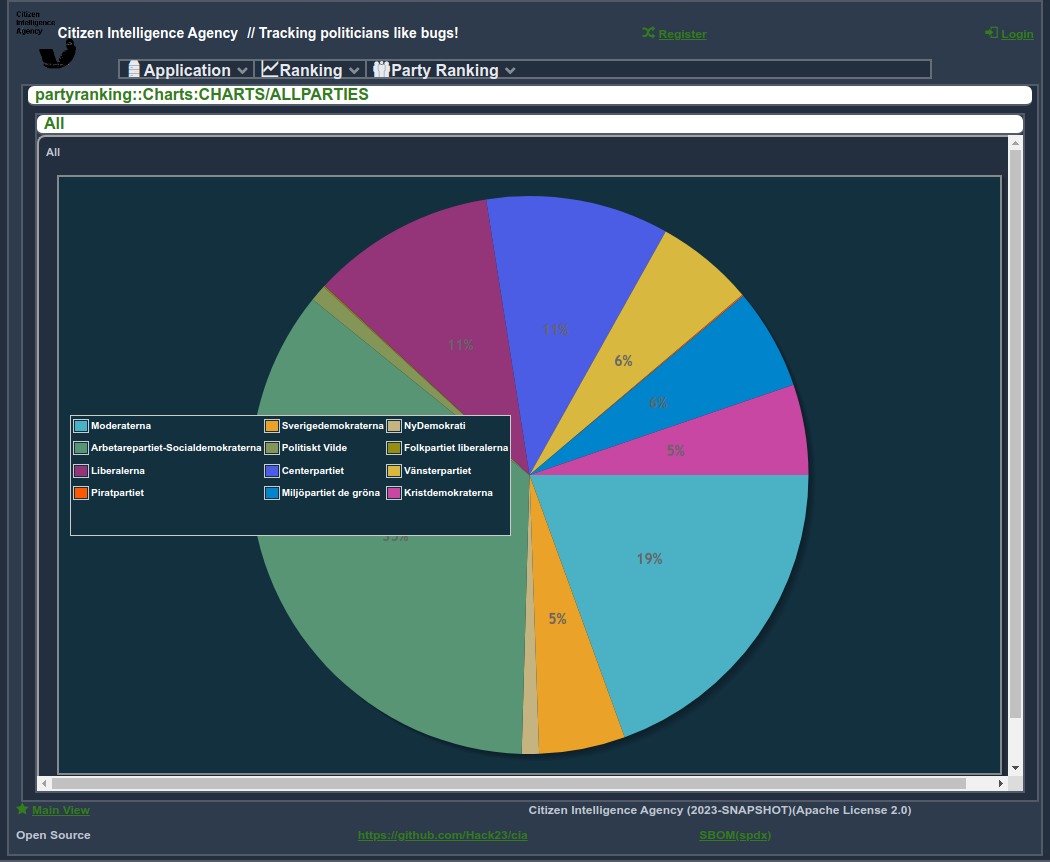 Citizen
Intelligence
Agency
Citizen Intelligence Agency // Tracking politicians like bugs!
Register
Login
Application
Ranking
Party Ranking
partyranking::Charts:CHARTS/ALLPARTIES
All
All
11%
11%
6%
6%
5%
19%
5%
Moderaterna
Sverigedemokraterna
NyDemokrati
Arbetarepartiet-Socialdemokraterna
Politiskt Vilde
Folkpartiet liberalerna
Liberalerna
Centerpartiet
Vänsterpartiet
Piratpartiet
Miljöpartiet de gröna
Kristdemokraterna
Main View
Citizen Intelligence Agency (2023-SNAPSHOT)(Apache License 2.0)
Open Source
https://github.com/Hack23/cia
SBOM(spdx)